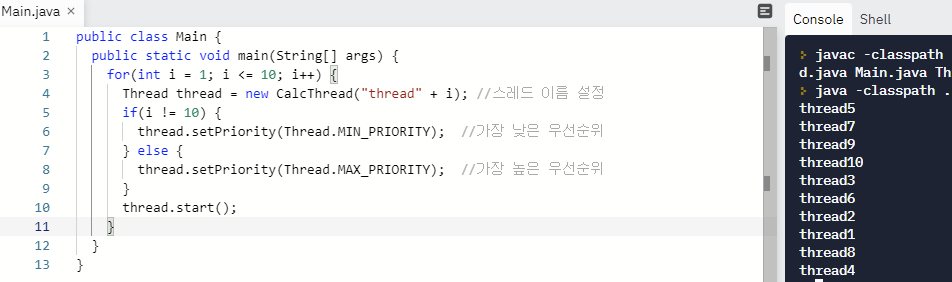 Main.java ×
Console Shell
1 public class Main {
2 public static void main(String[] args) {
3 for(int i = 1; i <= 10; i++) {
4 Thread thread = new CalcThread("thread" + i); //스레드 이름 설정
5 if(i != 10) {
6 thread.setPriority(Thread.MIN_PRIORITY); //가장 낮은 우선순위
7 } else {
8 thread.setPriority(Thread.MAX_PRIORITY); //가장 높은 우선순위
9 }
10 thread.start();
11 }
12 }
13 }
javac -classpath
d.java Main.java Th
java -classpath .
thread5
thread7
thread9
thread10
thread3
thread6
thread2
thread1
thread8
thread4